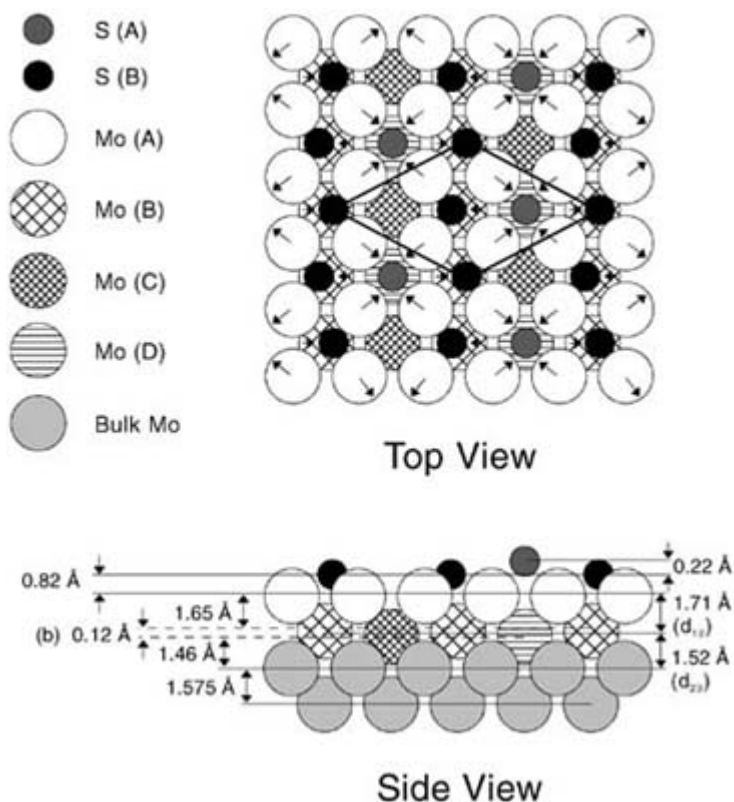 S (A)
S (B)
Mo (A)
Mo (B)
Mo (C)
Mo (D)
Bulk Mo
Top View
0.82 Å
0.22 Å
1.65 Å
1.71 Å
(d₁₂)
(b) 0.12Å
1.46 Å
1.52 Å
(d₂₃)
1.575 Å
Side View